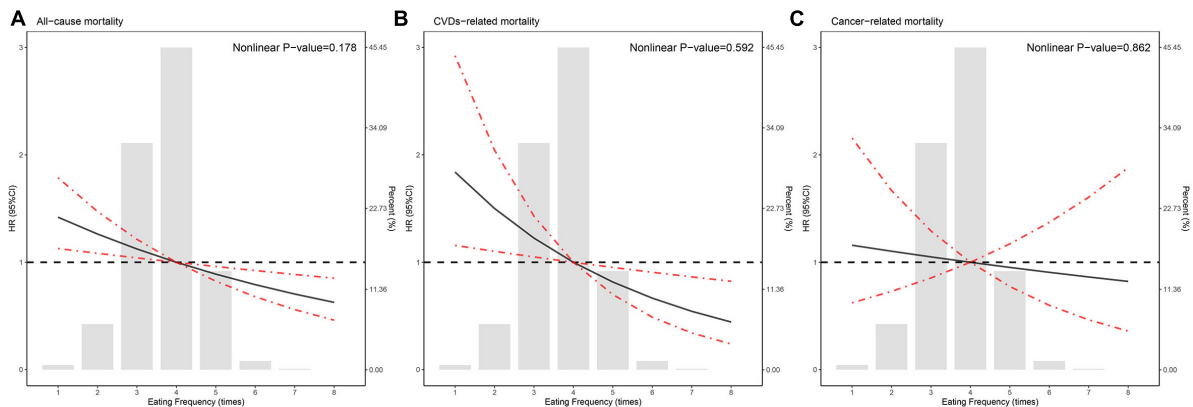 A All−cause mortality
Nonlinear P−value=0.178
HR (95%CI)
3
2
1
0
45.45
34.09
22.73
11.36
0.00
Percent (%)
1 2 3 4 5 6 7 8
Eating Frequency (times)
B CVDs−related mortality
Nonlinear P−value=0.592
HR (95%CI)
3
2
1
0
45.45
34.09
22.73
11.36
0.00
Percent (%)
1 2 3 4 5 6 7 8
Eating Frequency (times)
C Cancer−related mortality
Nonlinear P−value=0.862
HR (95%CI)
3
2
1
0
45.45
34.09
22.73
11.36
0.00
Percent (%)
1 2 3 4 5 6 7 8
Eating Frequency (times)